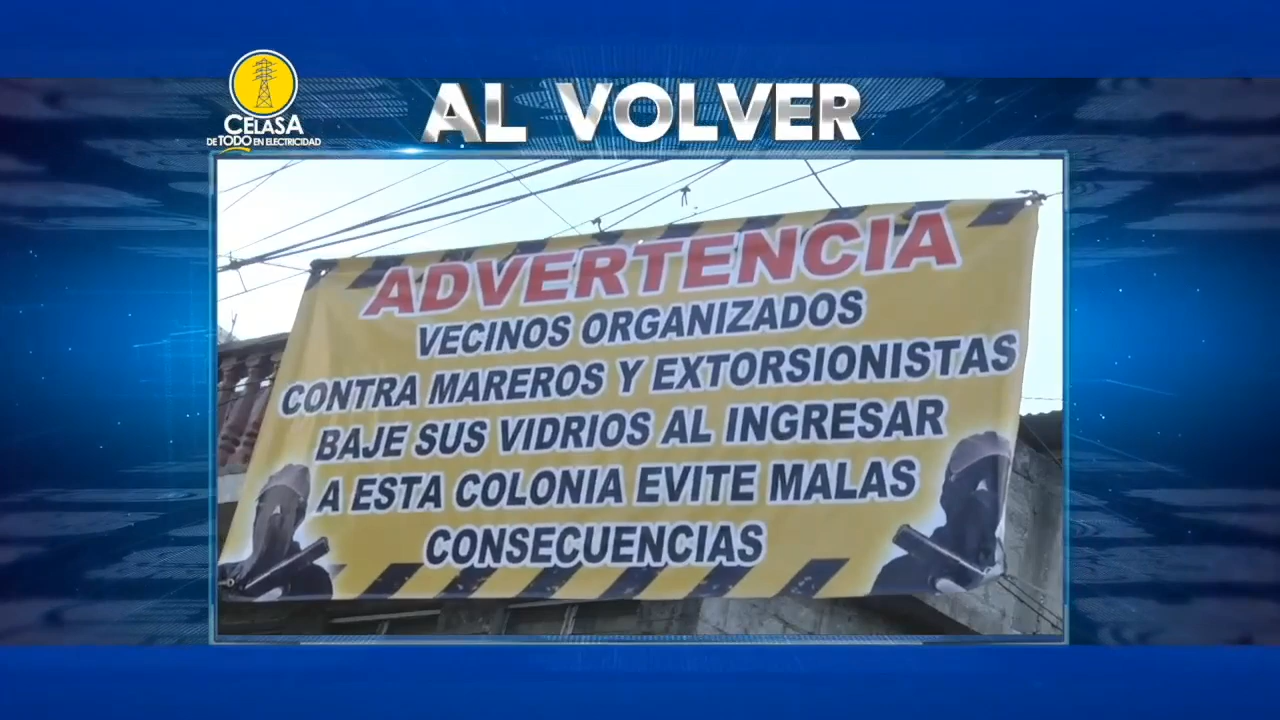 AL VOLVER
CELASA
DE TODO EN ELECTRICIDAD
ADVERTENCIA
VECINOS ORGANIZADOS
CONTRA MAREROS Y EXTORSIONISTAS
BAJE SUS VIDRIOS AL INGRESAR
A ESTA COLONIA EVITE MALAS
CONSECUENCIAS